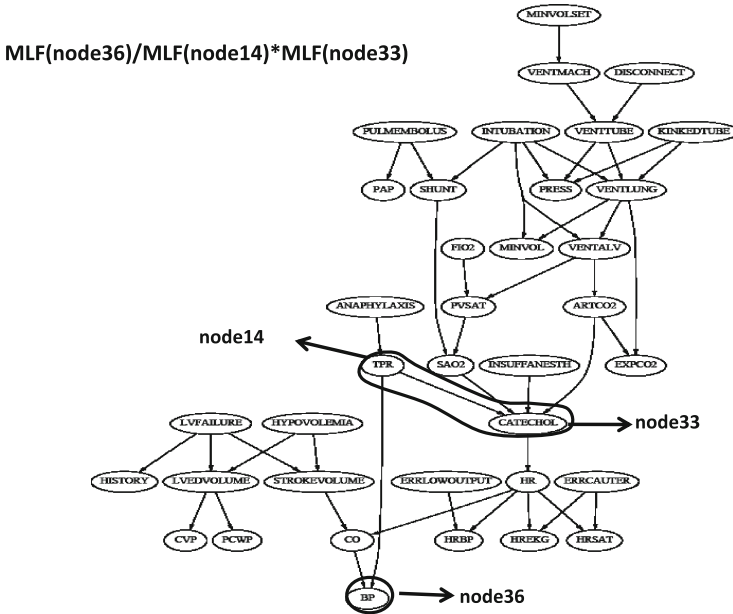 MINVOLSET
MLF(node36)/MLF(node14)*MLF(node33)
VENTMACH DISCONNECT
PULMEMBOLUS INTUBATION VENTTUBE KINKEDTUBE
PAP SHUNT PRESS VENTLUNG
FIO2 MINVOL VENTALV
ANAPHYLAXIS PVSAT ARTCO2
node14
TPR SAO2 INSUFFANESTH EXPCO2
LVFAILURE HYPOVOLEMIA CATECHOL node33
HISTORY LVEDVOLUME STROKEVOLUME ERRLOWOUTPUT HR ERRCAUTER
CVP PCWP CO HRBP HREKG HRSAT
BP node36